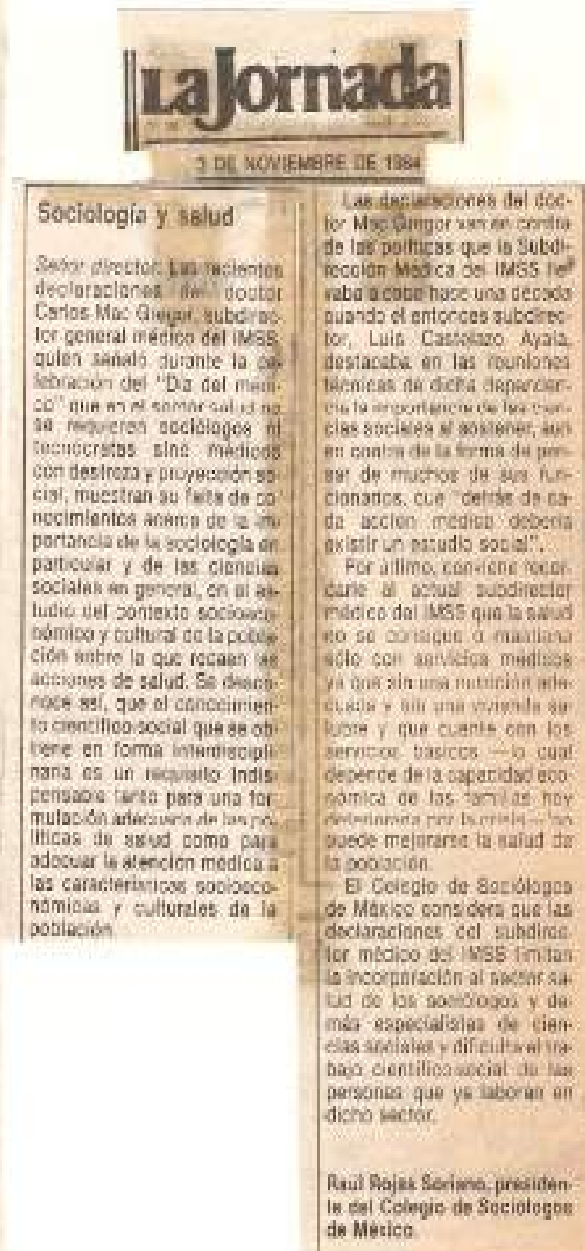 La Jornada
3 DE NOVIEMBRE DE 1984
Sociología y salud
Señor director: Las recientes
declaraciones del doctor
Carlos Mac Gregor, subdirec-
tor general médico del IMSS,
quien señaló durante la ce-
lebración del "Día del médi-
co" que en el sector salud no
se requieren sociólogos ni
tecnócratas sino médicos
con destreza y proyección so-
cial, muestran su falta de co-
nocimientos acerca de la im-
portancia de la sociología en
particular y de las ciencias
sociales en general, en el es-
tudio del contexto socioeco-
nómico y cultural de la pobla-
ción sobre la que recaen las
acciones de salud. Se desco-
noce así, que el conocimien-
to científico-social que se ob-
tiene en forma interdiscipli-
naria es un requisito indis-
pensable tanto para una for-
mulación adecuada de las po-
líticas de salud como para
adecuar la atención médica a
las características socioeco-
nómicas y culturales de la
población.
Las declaraciones del doc-
tor Mac Gregor van en contra
de las políticas que la Subdi-
rección Médica del IMSS lle-
vaba a cabo hace una década
cuando el entonces subdirec-
tor, Luis Castelazo Ayala,
destacaba en las reuniones
técnicas de dicha dependen-
cia la importancia de las cien-
cias sociales al sostener, aun
en contra de la forma de pen-
sar de muchos de sus fun-
cionarios, que "detrás de ca-
da acción médica debería
existir un estudio social".
Por último, conviene recor-
darle al actual subdirector
médico del IMSS que la salud
no se consigue o mantiene
sólo con servicios médicos
ya que sin una nutrición ade-
cuada y sin una vivienda sa-
lubre y que cuente con los
servicios básicos —lo cual
depende de la capacidad eco-
nómica de las familias hoy
deteriorada por la crisis— no
puede mejorarse la salud de
la población.
El Colegio de Sociólogos
de México considera que las
declaraciones del subdirec-
tor médico del IMSS limitan
la incorporación al sector sa-
lud de los sociólogos y de-
más especialistas de cien-
cias sociales y dificulta el tra-
bajo científico-social de las
personas que ya laboran en
dicho sector.
Raúl Rojas Soriano, presiden-
te del Colegio de Sociólogos
de México.